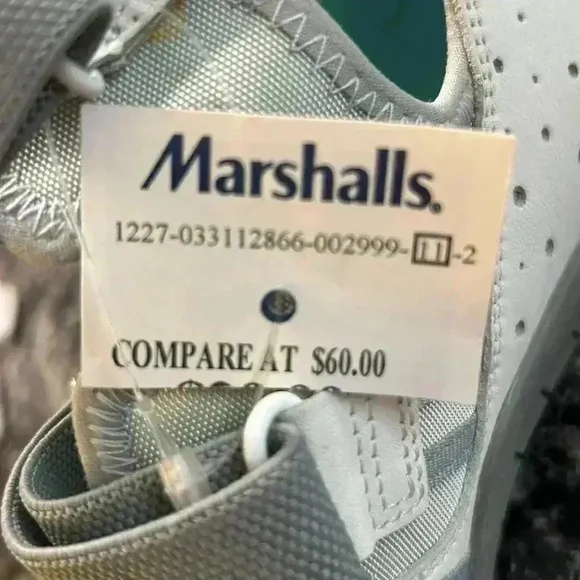 Marshalls.
1227-033112866-002999-11-2
COMPARE AT $60.00